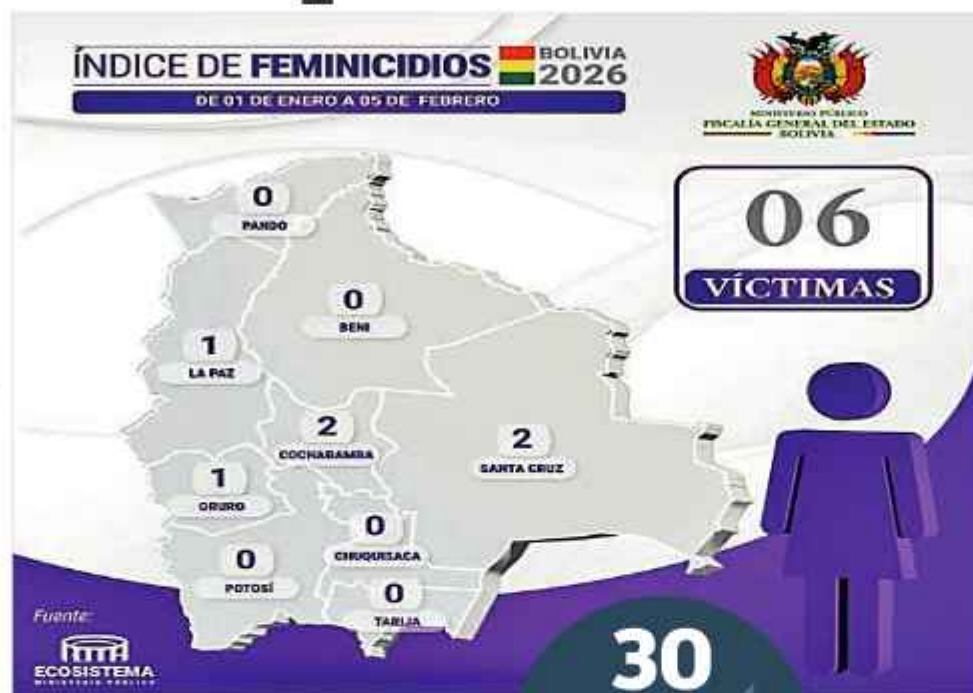 ÍNDICE DE FEMINICIDIOS BOLIVIA 2026
DE 01 DE ENERO A 05 DE FEBRERO
MINISTERIO PÚBLICO
FISCALÍA GENERAL DEL ESTADO
BOLIVIA
06
VÍCTIMAS
0
PANDO
0
BENI
1
LA PAZ
2
COCHABAMBA
2
SANTA CRUZ
1
ORURO
0
CHUQUISACA
0
POTOSÍ
0
TARIJA
Fuente:
ECOSISTEMA
MINISTERIO PÚBLICO
30